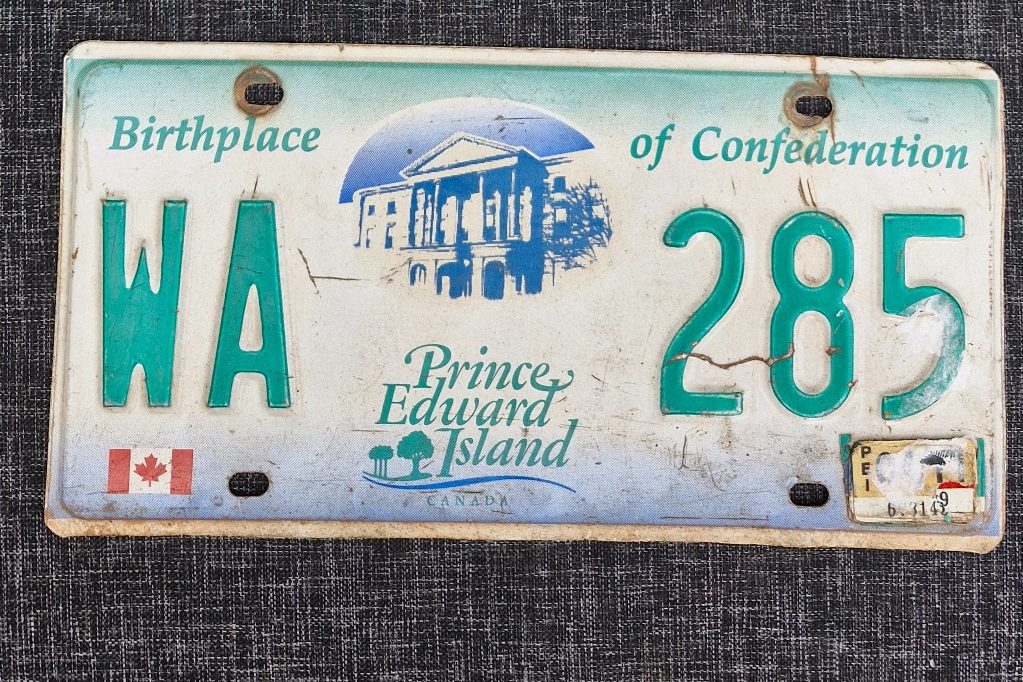 Birthplace of Confederation
WA 285
Prince
Edward
Island
CANADA
PEI